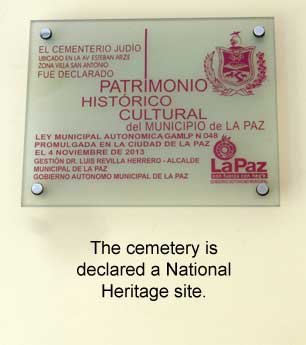 EL CEMENTERIO JUDÍO
UBICADO EN LA AV ESTEBAN ARZE
ZONA VILLA SAN ANTONIO
FUE DECLARADO
PATRIMONIO
HISTÓRICO
CULTURAL
del MUNICIPIO de LA PAZ
LEY MUNICIPAL AUTONOMICA GAMLP N 048
PROMULGADA EN LA CIUDAD DE LA PAZ
EL 4 NOVIEMBRE DE 2013
GESTIÓN DR. LUIS REVILLA HERRERO - ALCALDE
MUNICIPAL DE LA PAZ
GOBIERNO AUTONOMO MUNICIPAL DE LA PAZ
LaPaz
The cemetery is
declared a National
Heritage site.